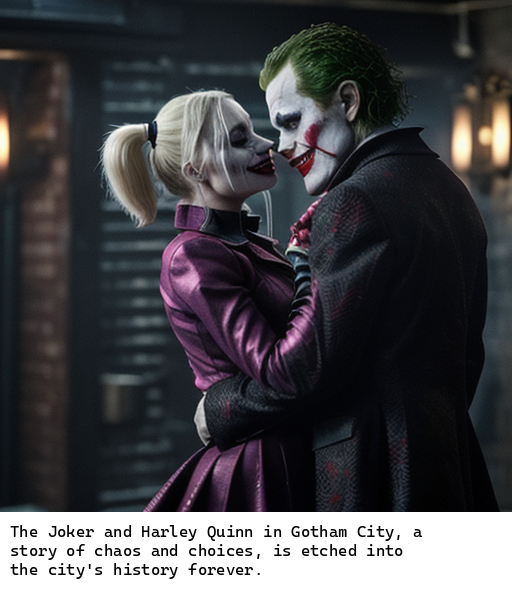 The Joker and Harley Quinn in Gotham City, a
story of chaos and choices, is etched into
the city's history forever.